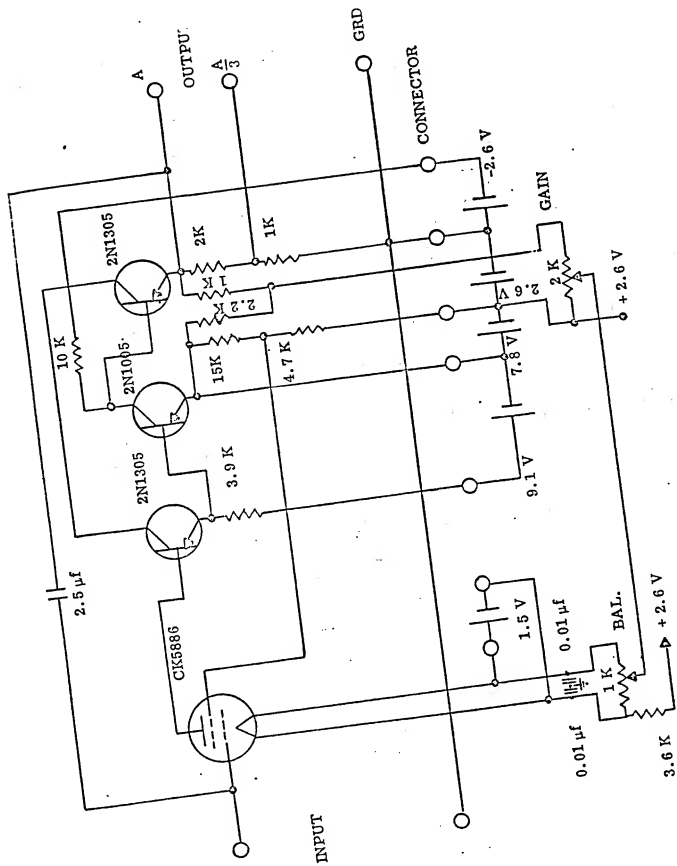 A
OUTPUT
A
3
GRD
CONNECTOR
2N1305
2K
1K
1 K
2.2 K
-2.6 V
GAIN
2 K
2.6 V
+ 2.6 V
10 K
2N1005
15K
4.7 K
7.8 V
2N1305
3.9 K
9.1 V
2.5 µf
CK5886
1.5 V
0.01 µf
BAL.
1 K
+ 2.6 V
0.01 µf
3.6 K
INPUT